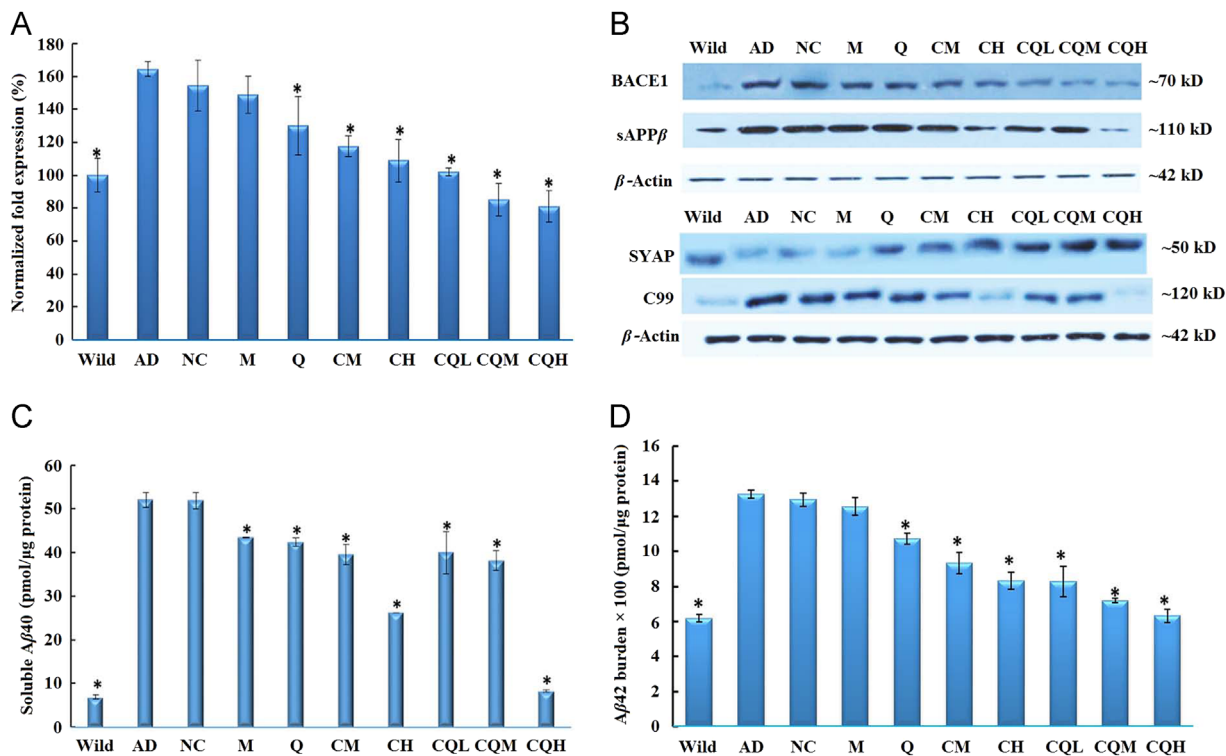 A
Normalized fold expression (%)
180
160
140
120
100
80
60
40
20
0
* * * * * * *
Wild AD NC M Q CM CH CQL CQM CQH
B
Wild AD NC M Q CM CH CQL CQM CQH
BACE1 ~70 kD
sAPPβ ~110 kD
β-Actin ~42 kD
Wild AD NC M Q CM CH CQL CQM CQH
SYAP ~50 kD
C99 ~120 kD
β-Actin ~42 kD
C
Soluble Aβ40 (pmol/μg protein)
60
50
40
30
20
10
0
* * * * * * * *
Wild AD NC M Q CM CH CQL CQM CQH
D
Aβ42 burden × 100 (pmol/μg protein)
16
14
12
10
8
6
4
2
0
* * * * * * *
Wild AD NC M Q CM CH CQL CQM CQH